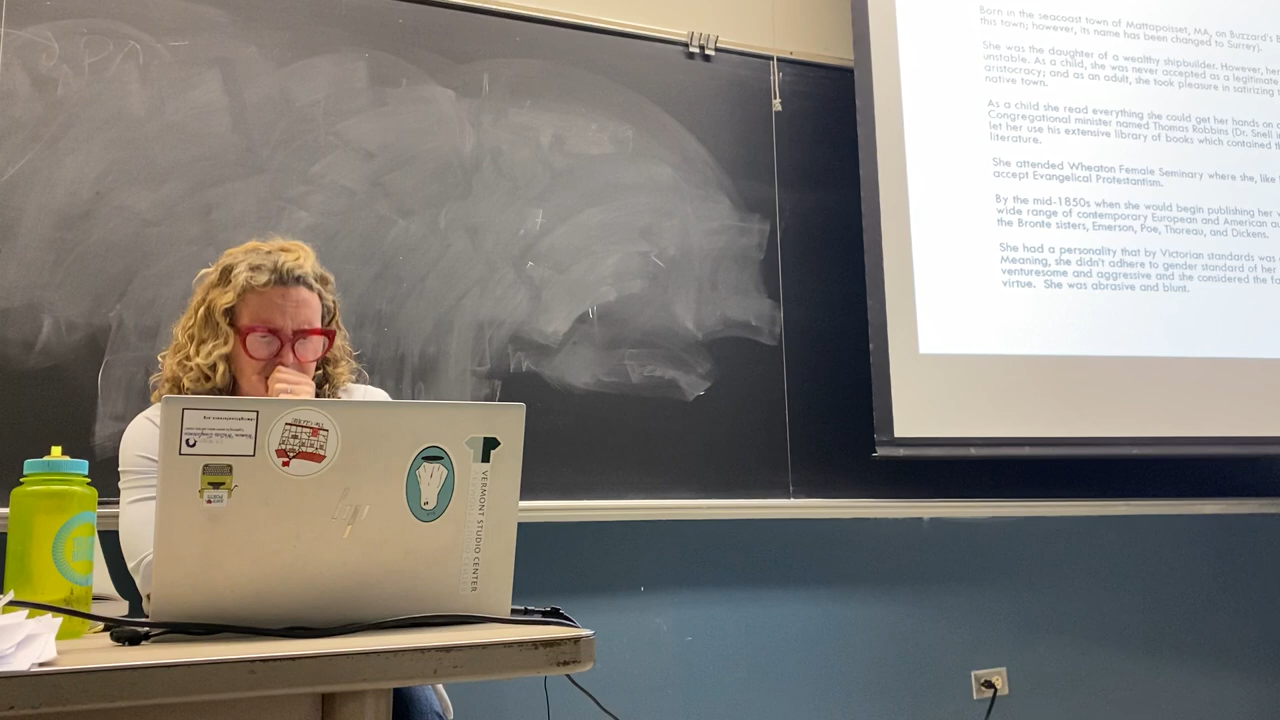 Born in the seacoast town of Mattapoisset, MA, on Buzzard's
this town; however, its name has been changed to Surrey).
She was the daughter of a wealthy shipbuilder. However, her
unstable. As a child, she was never accepted as a legitimate
aristocracy; and as an adult, she took pleasure in satirizing
native town.
As a child she read everything she could get her hands on
Congregational minister named Thomas Robbins (Dr. Snell
let her use his extensive library of books which contained
literature.
She attended Wheaton Female Seminary where she, like
accept Evangelical Protestantism.
By the mid-1850s when she would begin publishing her
wide range of contemporary European and American
the Bronte sisters, Emerson, Poe, Thoreau, and Dickens.
She had a personality that by Victorian standards was
Meaning, she didn't adhere to gender standard of her
venturesome and aggressive and she considered the
virtue. She was abrasive and blunt.
hp
VERMONT STUDIO CENTER